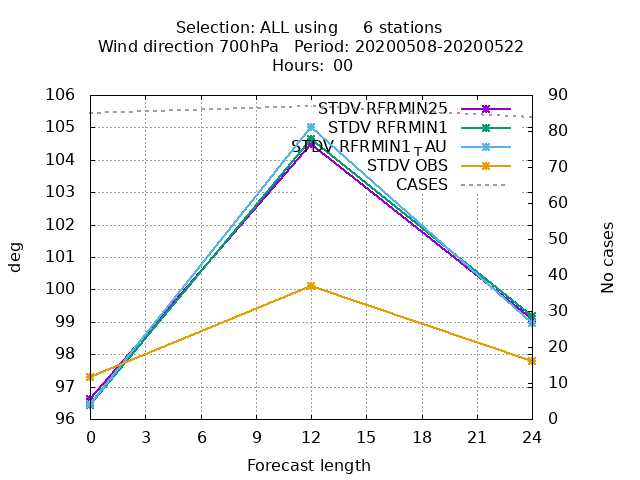 Selection: ALL using 6 stations
Wind direction 700hPa Period: 20200508-20200522
Hours: 00
106
105
104
103
102
101
100
99
98
97
96
90
80
70
60
50
40
30
20
10
0
STDV RFRMIN25
STDV RFRMIN1
STDV RFRMIN1_TAU
STDV OBS
CASES
deg
No cases
0 3 6 9 12 15 18 21 24
Forecast length